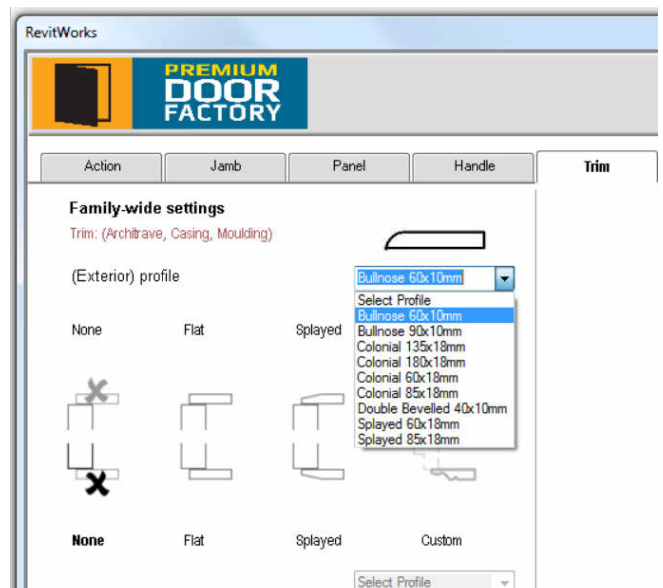 RevitWorks
PREMIUM
DOOR
FACTORY
Action Jamb Panel Handle Trim
Family-wide settings
Trim: (Architrave, Casing, Moulding)
(Exterior) profile Bullnose 60x10mm
Select Profile
Bullnose 60x10mm
Bullnose 90x10mm
Colonial 135x18mm
Colonial 180x18mm
Colonial 60x18mm
Colonial 85x18mm
Double Bevelled 40x10mm
Splayed 60x18mm
Splayed 85x18mm
None Flat Splayed
None Flat Splayed Custom
Select Profile